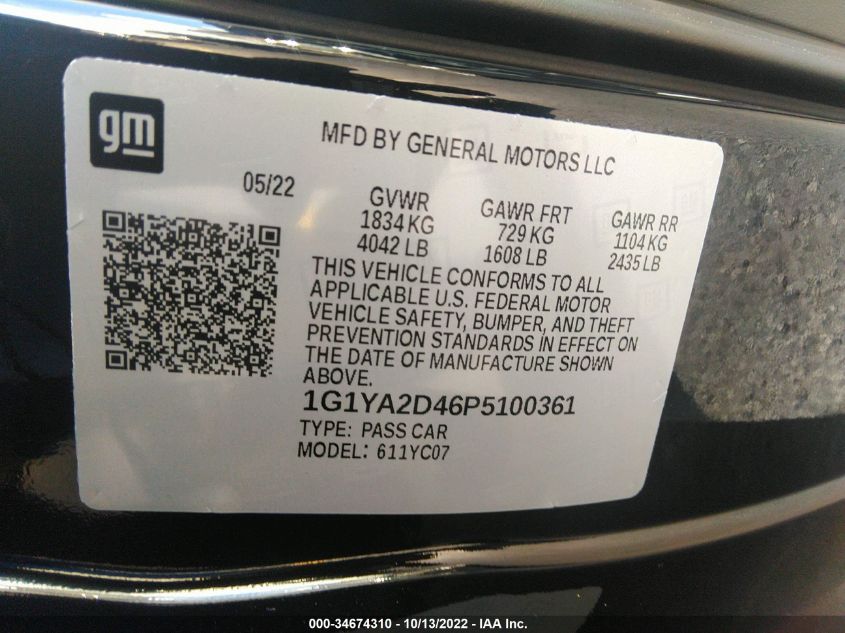 gm
MFD BY GENERAL MOTORS LLC
05/22
GVWR GAWR FRT GAWR RR
1834 KG 729 KG 1104 KG
4042 LB 1608 LB 2435 LB
THIS VEHICLE CONFORMS TO ALL
APPLICABLE U.S. FEDERAL MOTOR
VEHICLE SAFETY, BUMPER, AND THEFT
PREVENTION STANDARDS IN EFFECT ON
THE DATE OF MANUFACTURE SHOWN
ABOVE.
1G1YA2D46P5100361
TYPE: PASS CAR
MODEL: 611YC07
000-34674310 - 10/13/2022 - IAA Inc.